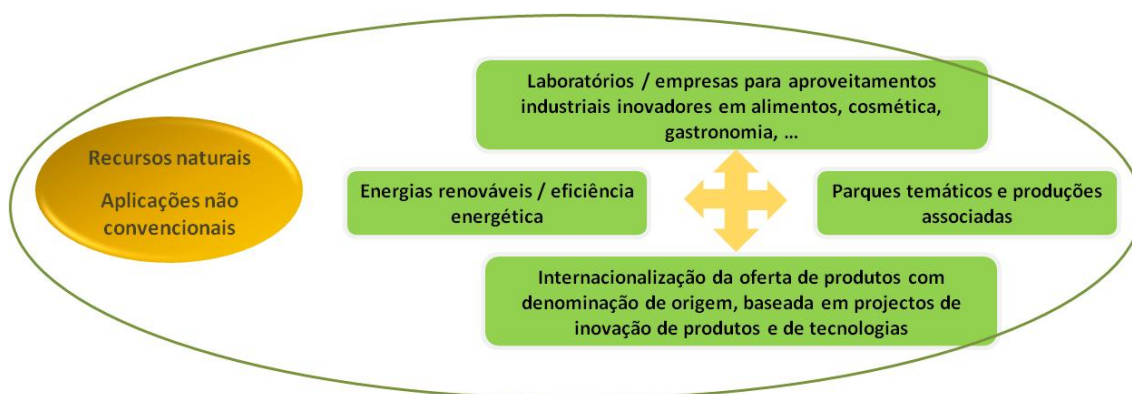 Laboratórios / empresas para aproveitamentos
industriais inovadores em alimentos, cosmética,
gastronomia, ...
Recursos naturais
Aplicações não
convencionais
Energias renováveis / eficiência
energética
Parques temáticos e produções
associadas
Internacionalização da oferta de produtos com
denominação de origem, baseada em projectos de
inovação de produtos e de tecnologias